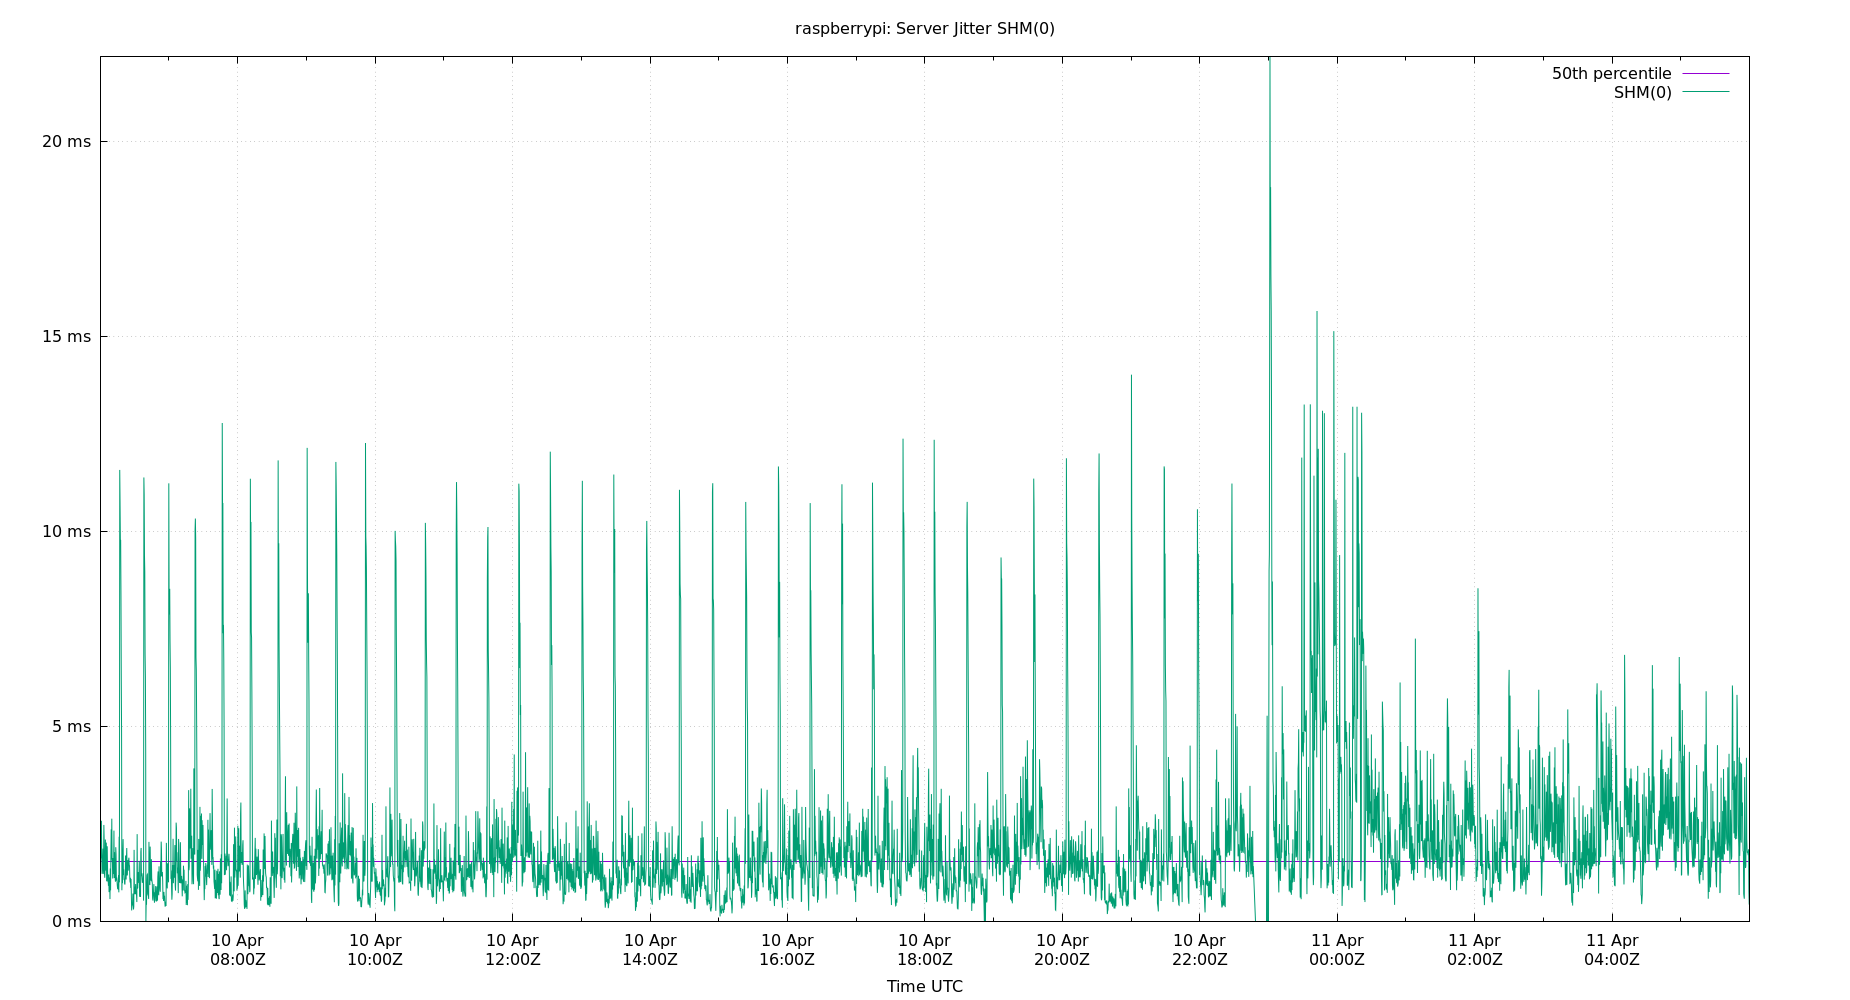 raspberrypi: Server Jitter SHM(0)
50th percentile
SHM(0)
20 ms
15 ms
10 ms
5 ms
0 ms
10 Apr 10 Apr 10 Apr 10 Apr 10 Apr 10 Apr 10 Apr 10 Apr 11 Apr 11 Apr 11 Apr
08:00Z 10:00Z 12:00Z 14:00Z 16:00Z 18:00Z 20:00Z 22:00Z 00:00Z 02:00Z 04:00Z
Time UTC